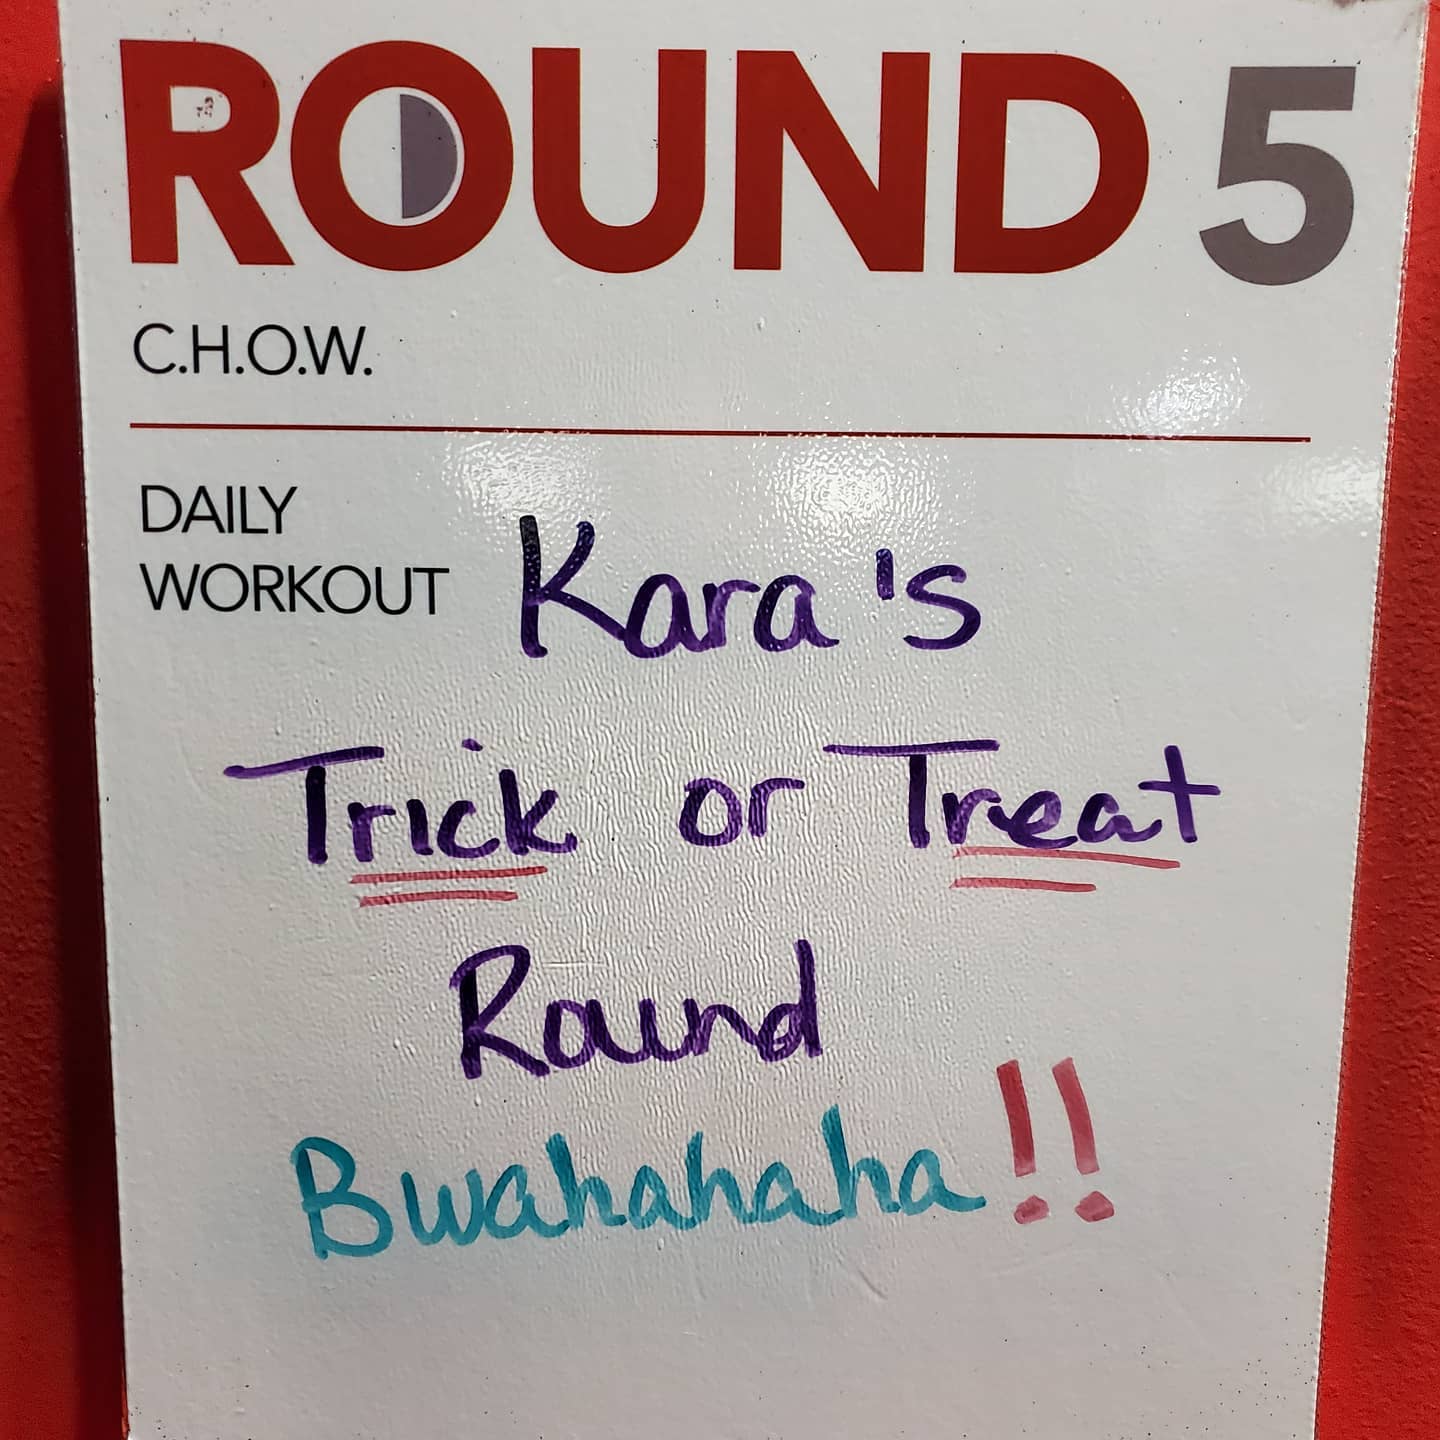 ROUND 5
C.H.O.W.
DAILY
WORKOUT Kara's
Trick or Treat
Round
Bwahahaha!!